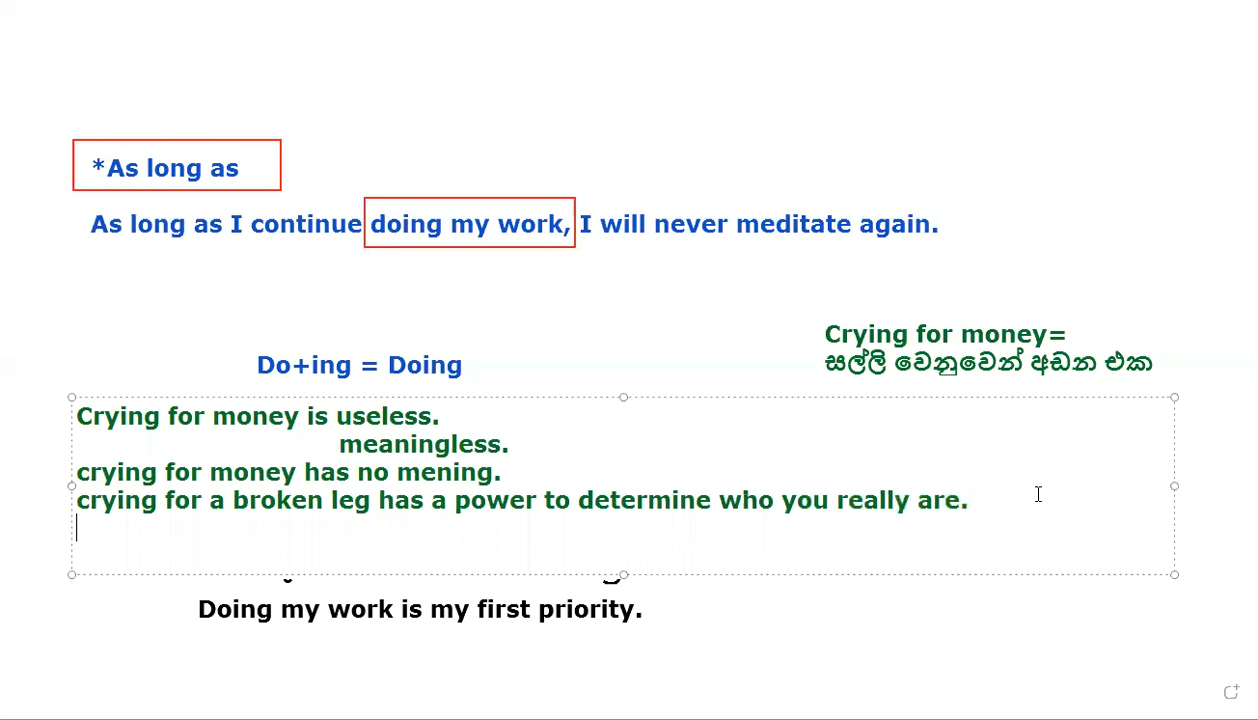 *As long as
As long as I continue doing my work, I will never meditate again.
Crying for money=
සල්ලි වෙනුවෙන් අඩන එක
Do+ing = Doing
Crying for money is useless.
meaningless.
crying for money has no mening.
crying for a broken leg has a power to determine who you really are.
Doing my work is my first priority.